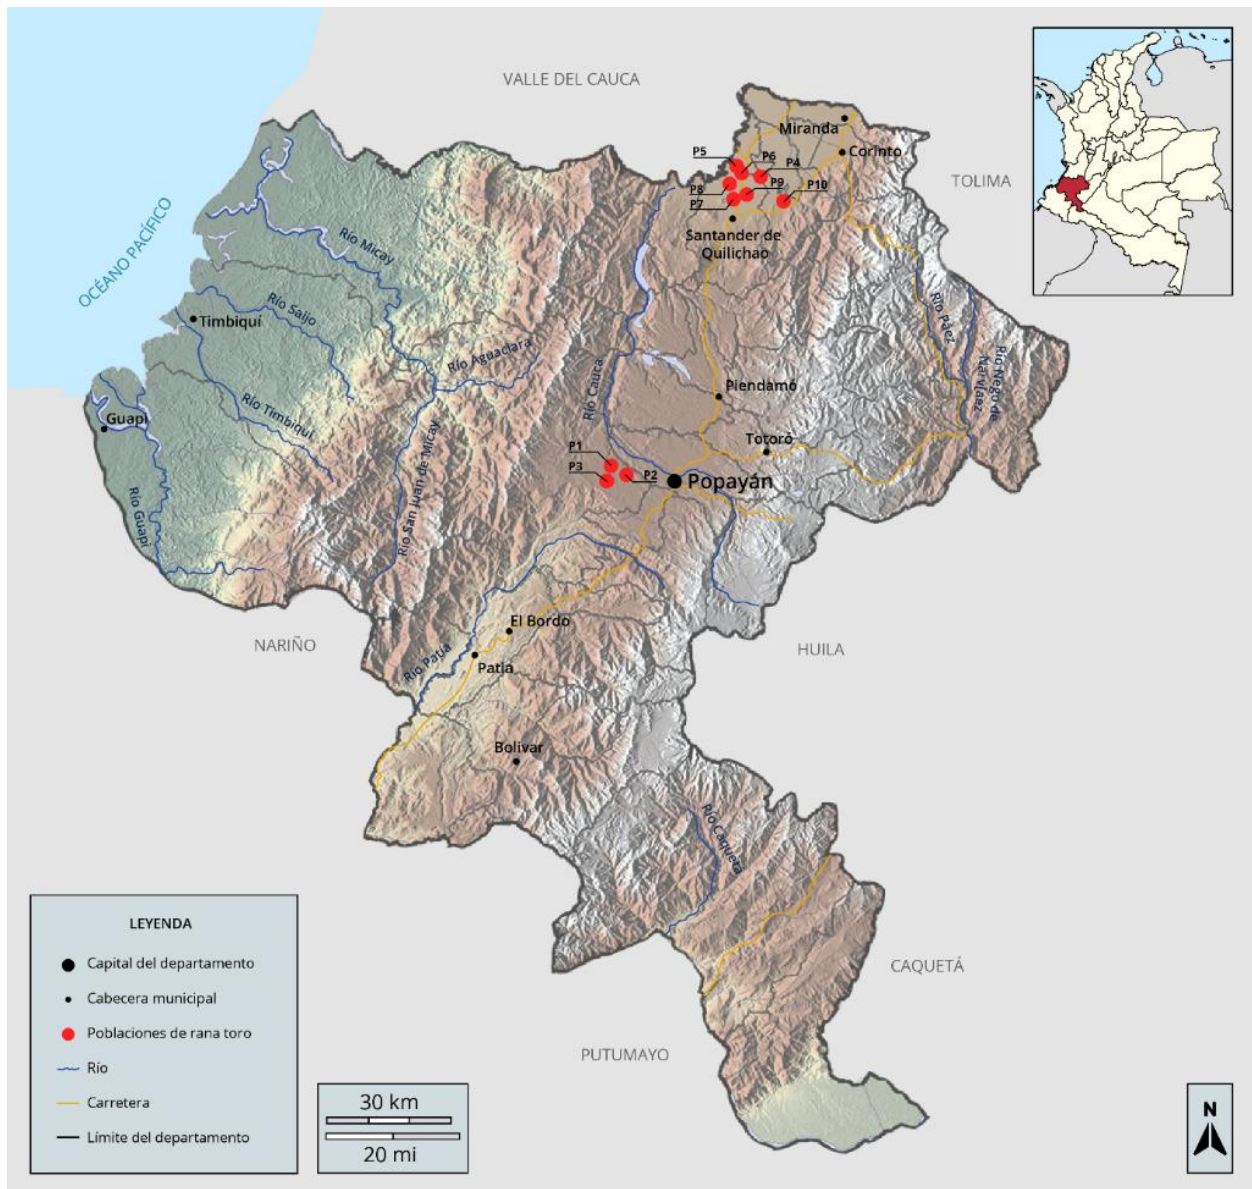 VALLE DEL CAUCA
Miranda
Corinto
P5
P6
P4
P8
P9
P10
P7
TOLIMA
Santander de
Quilichao
OCÉANO PACÍFICO
Río Micay
Río Saijo
Timbiquí
Río Aguaclara
Río Páez
Río Negro de
Narváez
Río Cauca
Piendamó
Río Timbiquí
Guapi
Totoró
Río San Juan de Micay
P1
P3
P2
Popayán
Río Guapi
El Bordo
NARIÑO
HUILA
Río Patía
Patía
Bolívar
Río Caquetá
LEYENDA
Capital del departamento
Cabecera municipal
Poblaciones de rana toro
Río
Carretera
Límite del departamento
CAQUETÁ
PUTUMAYO
30 km
20 mi
N